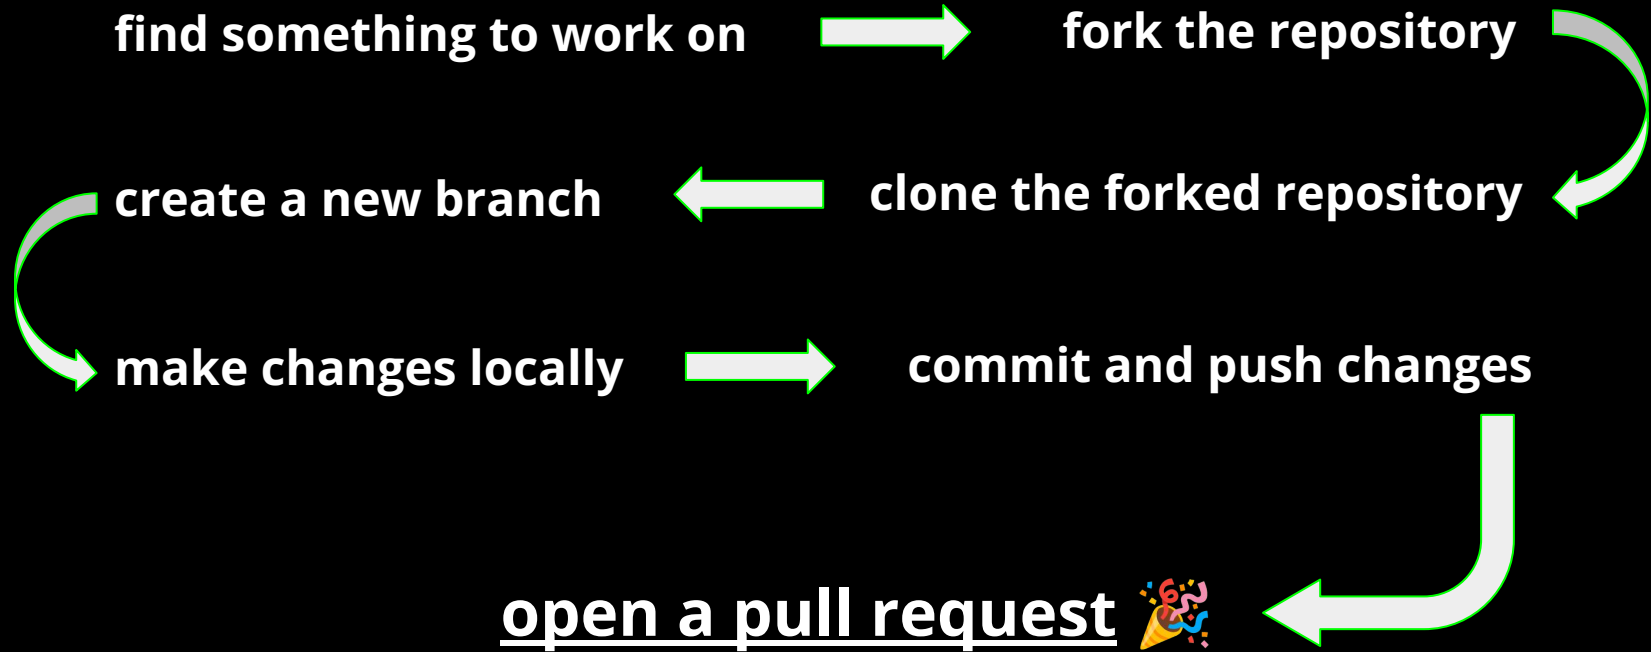 find something to work on
fork the repository
clone the forked repository
create a new branch
make changes locally
commit and push changes
open a pull request 🎉